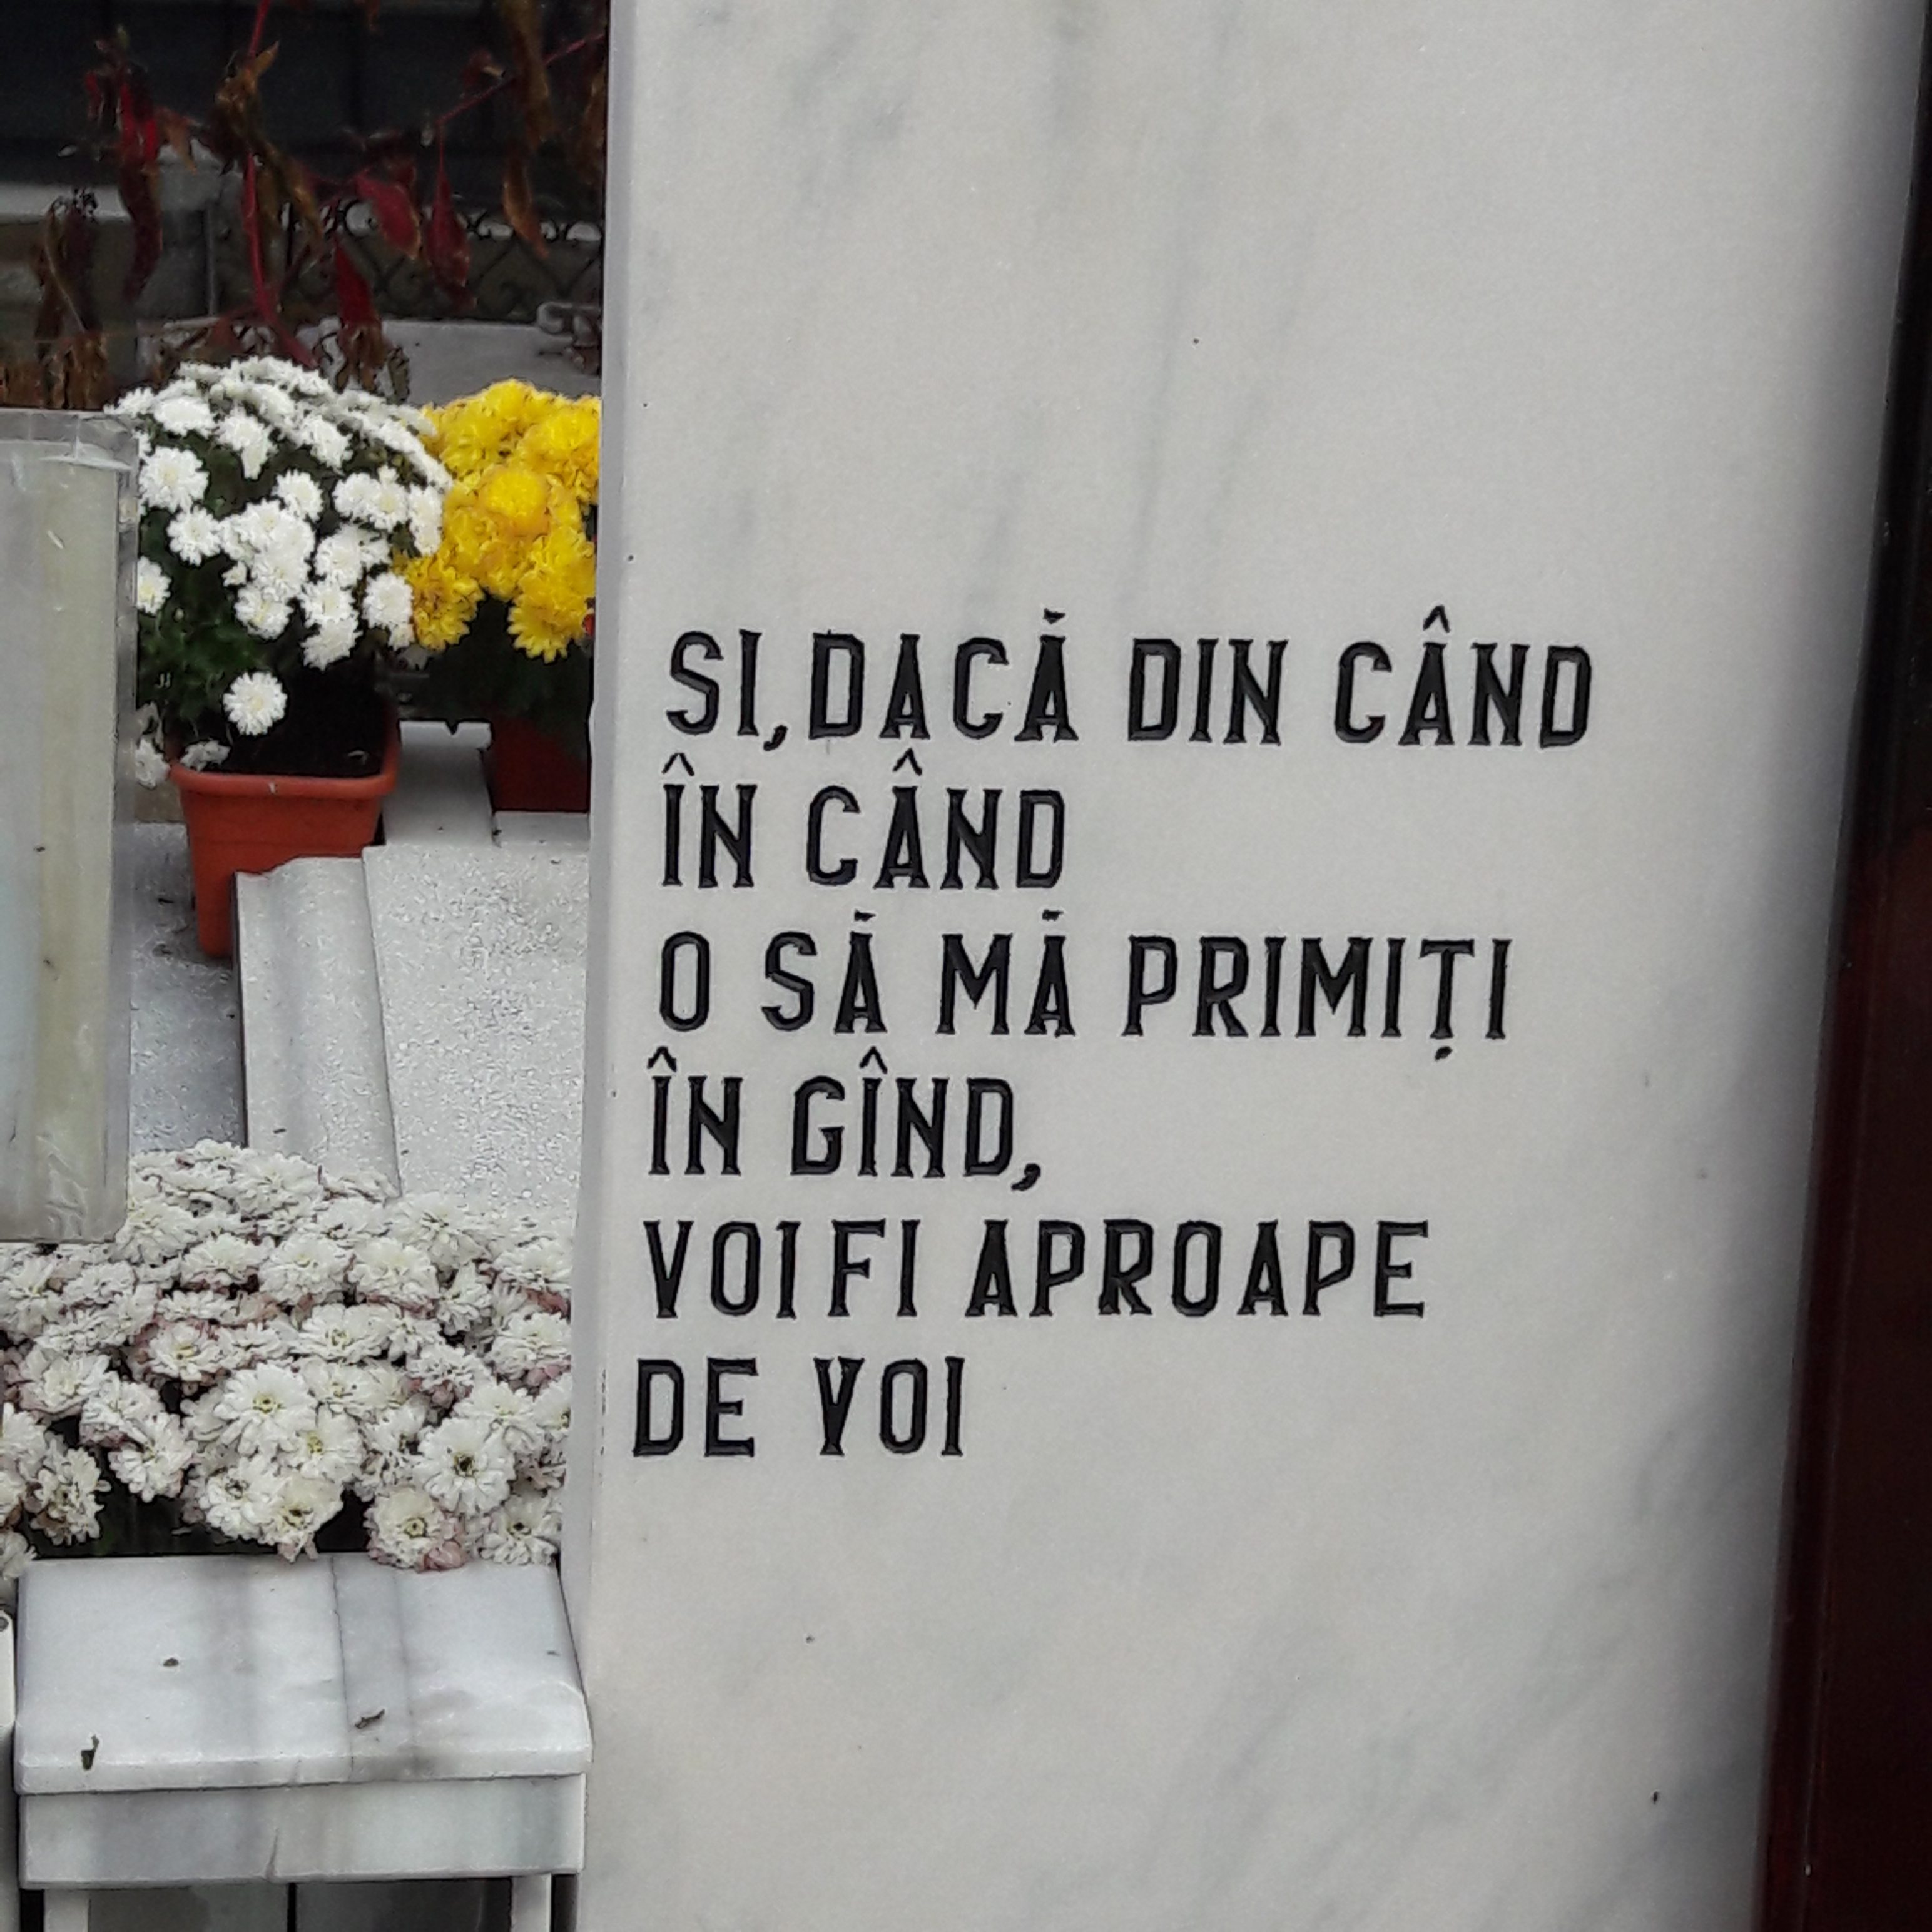 SI, DACĂ DIN CÂND
ÎN CÂND
O SĂ MĂ PRIMIȚI
ÎN GÎND,
VOI FI APROAPE
DE VOI